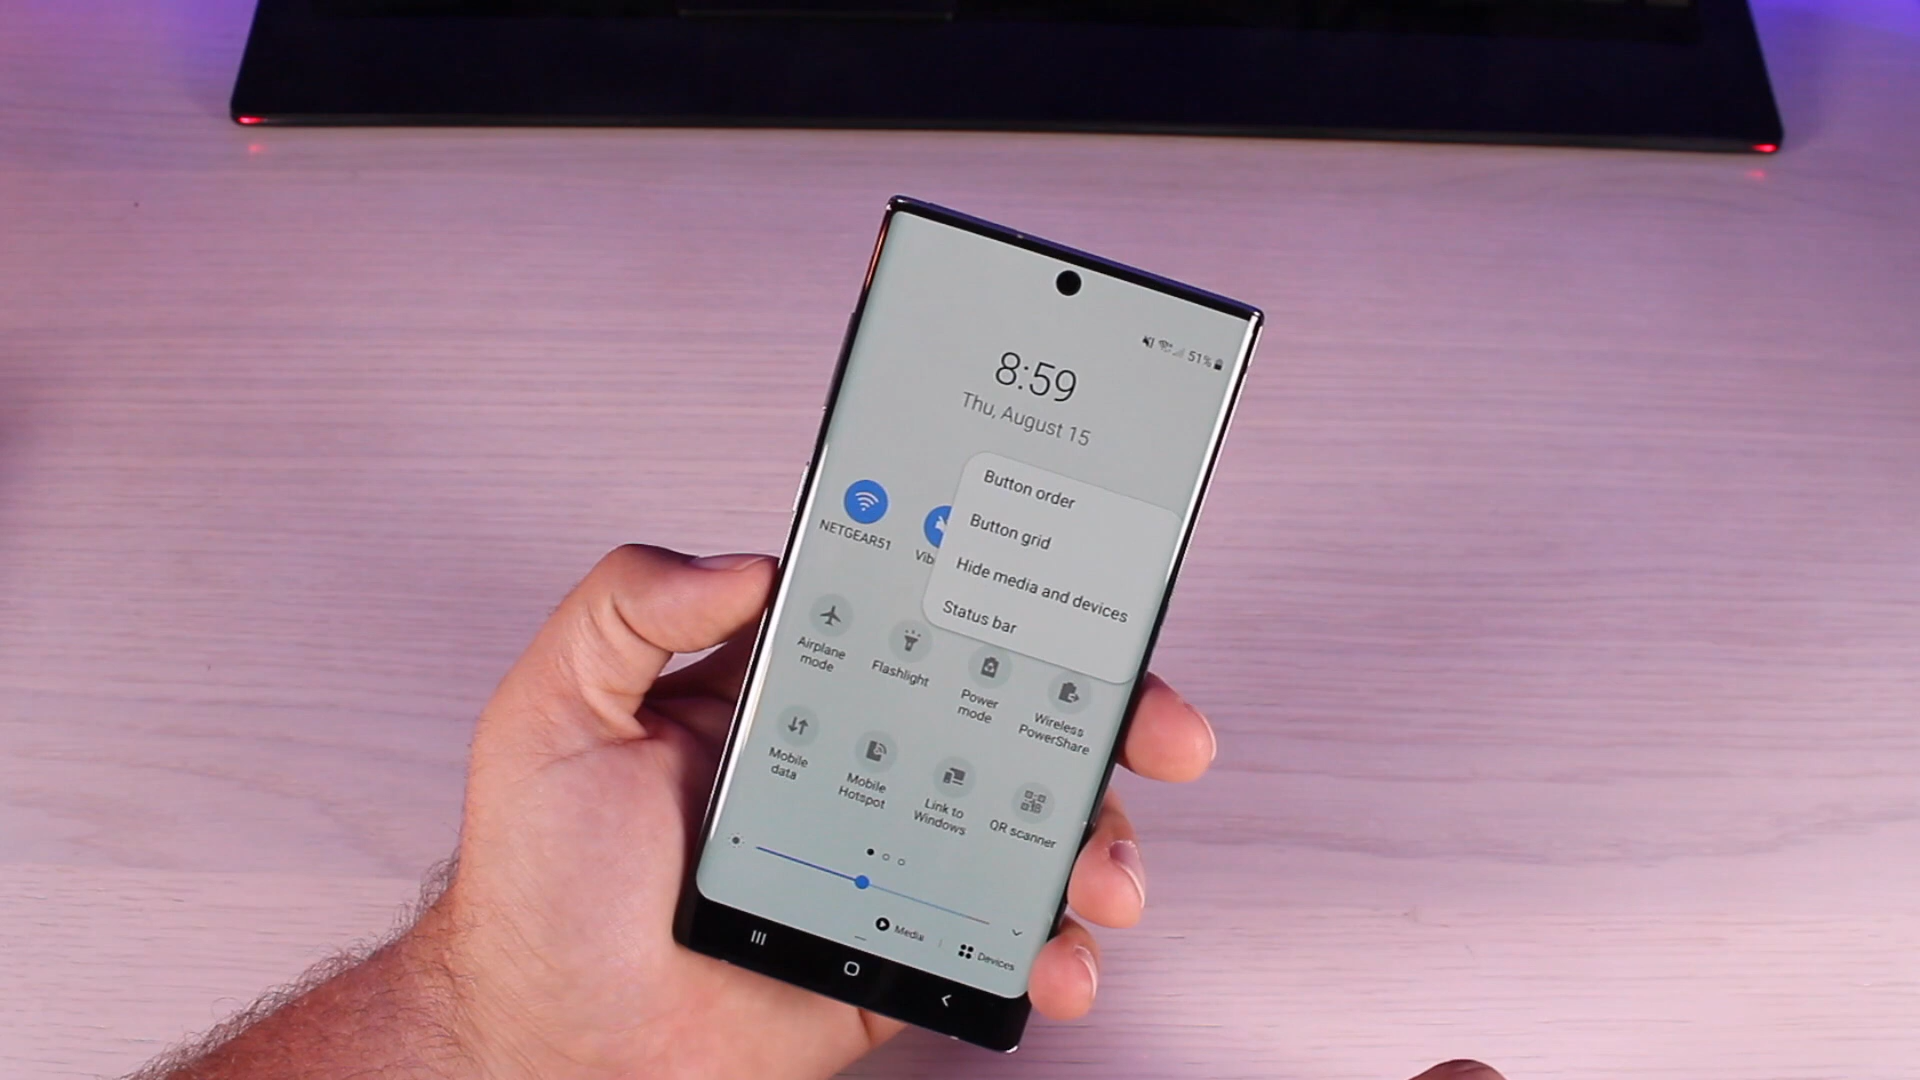 51%
8:59
Thu, August 15
Button order
Button grid
Hide media and devices
Status bar
NETGEAR51
Vib
Airplane
mode
Flashlight
Power
mode
Wireless
PowerShare
Mobile
data
Mobile
Hotspot
Link to
Windows
QR scanner
Media
Devices